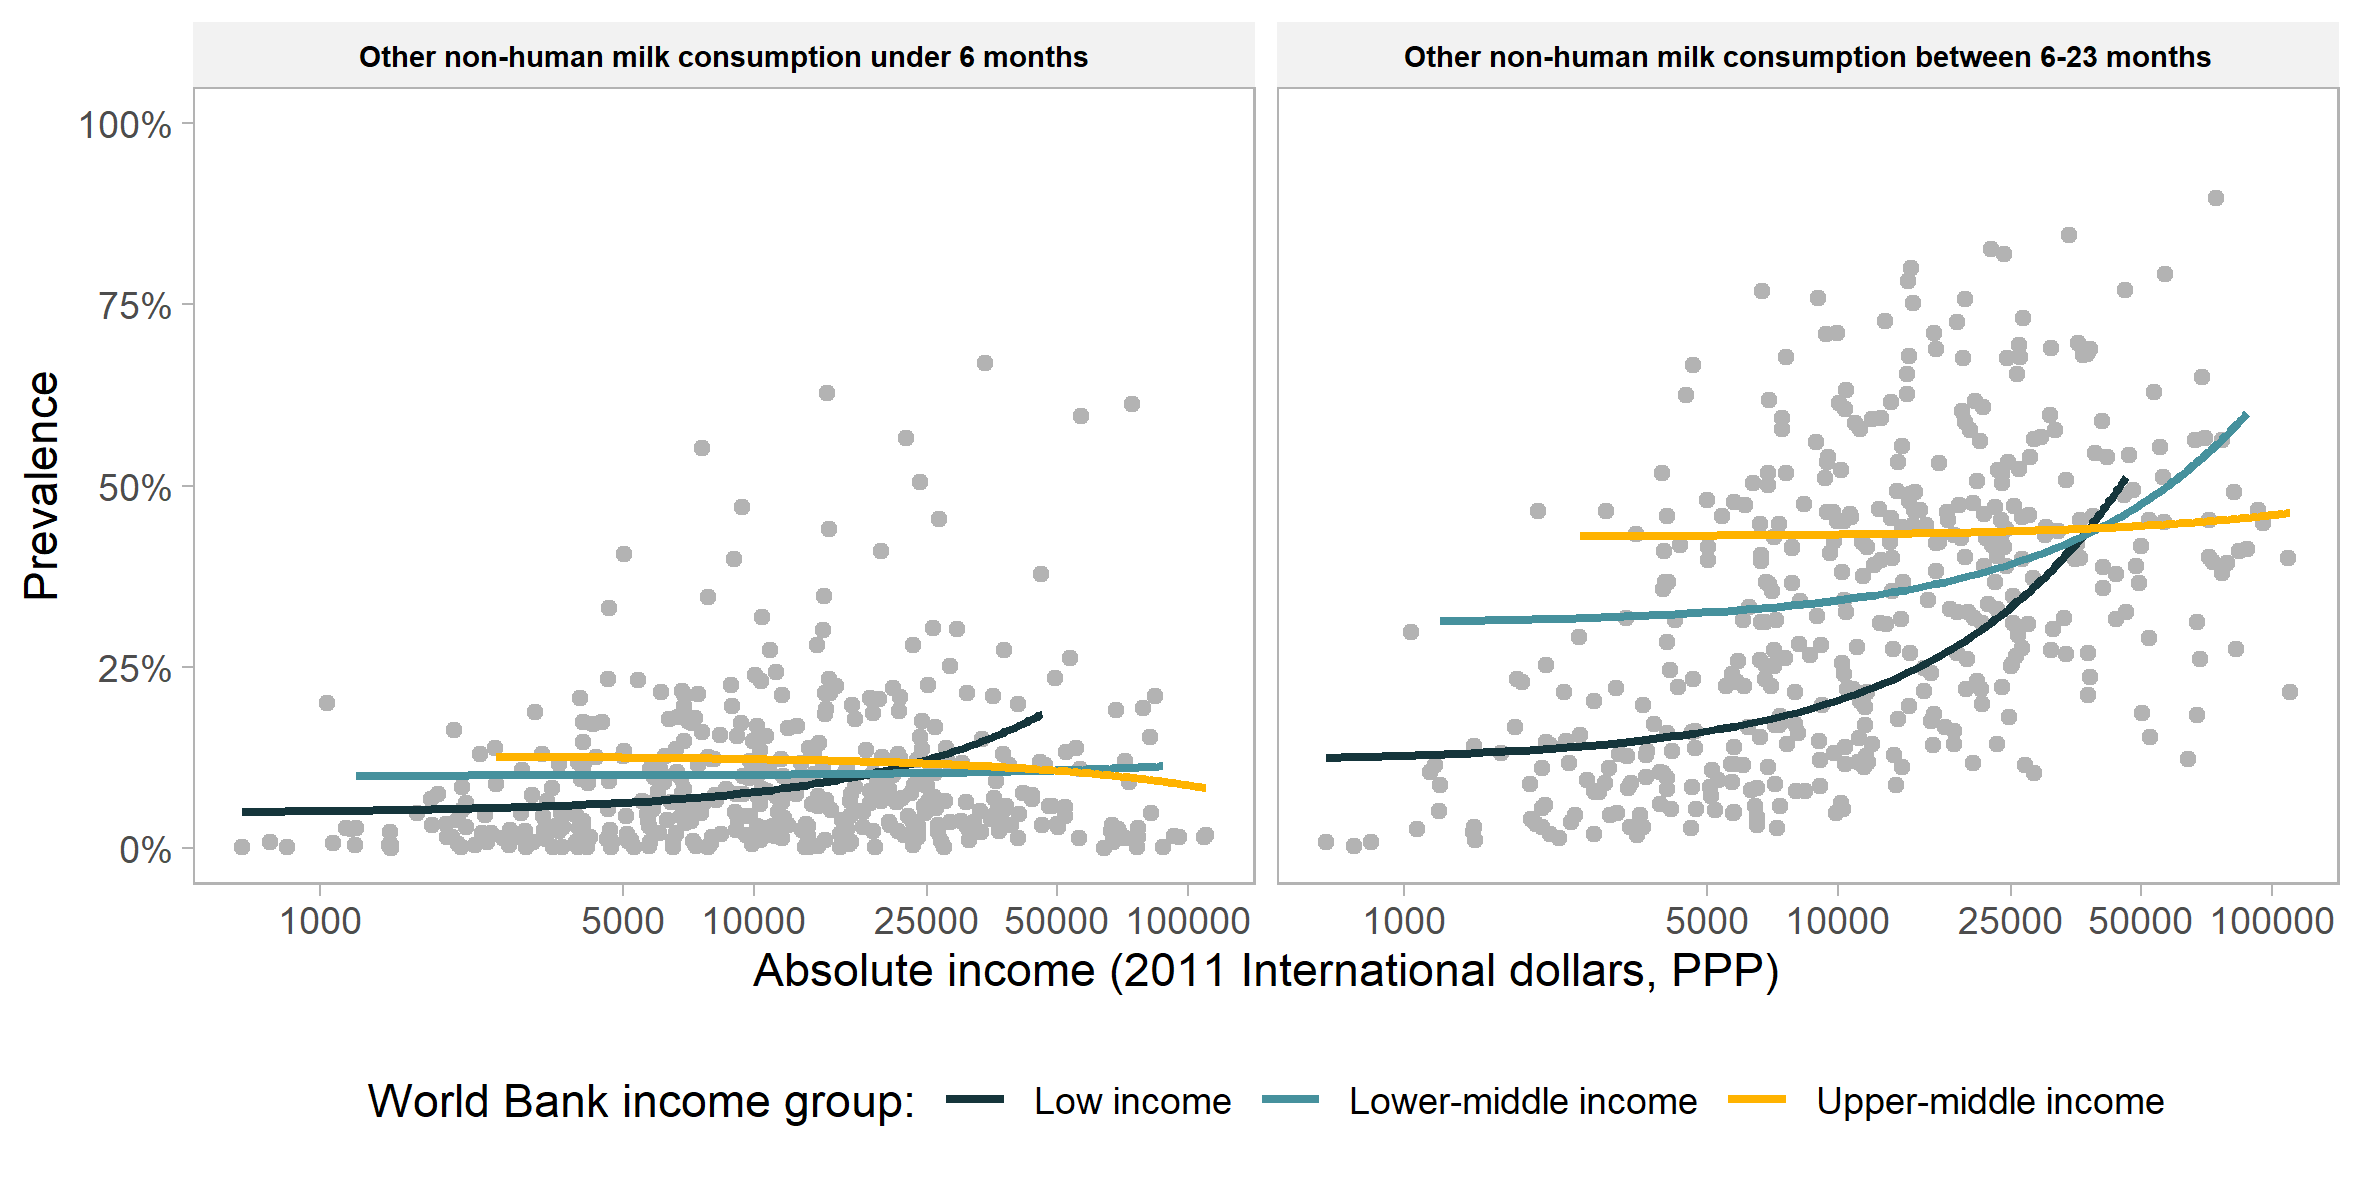 Other non-human milk consumption under 6 months
Other non-human milk consumption between 6-23 months
Prevalence
100%
75%
50%
25%
0%
1000 5000 10000 25000 50000 100000
1000 5000 10000 25000 50000 100000
Absolute income (2011 International dollars, PPP)
World Bank income group: Low income Lower-middle income Upper-middle income